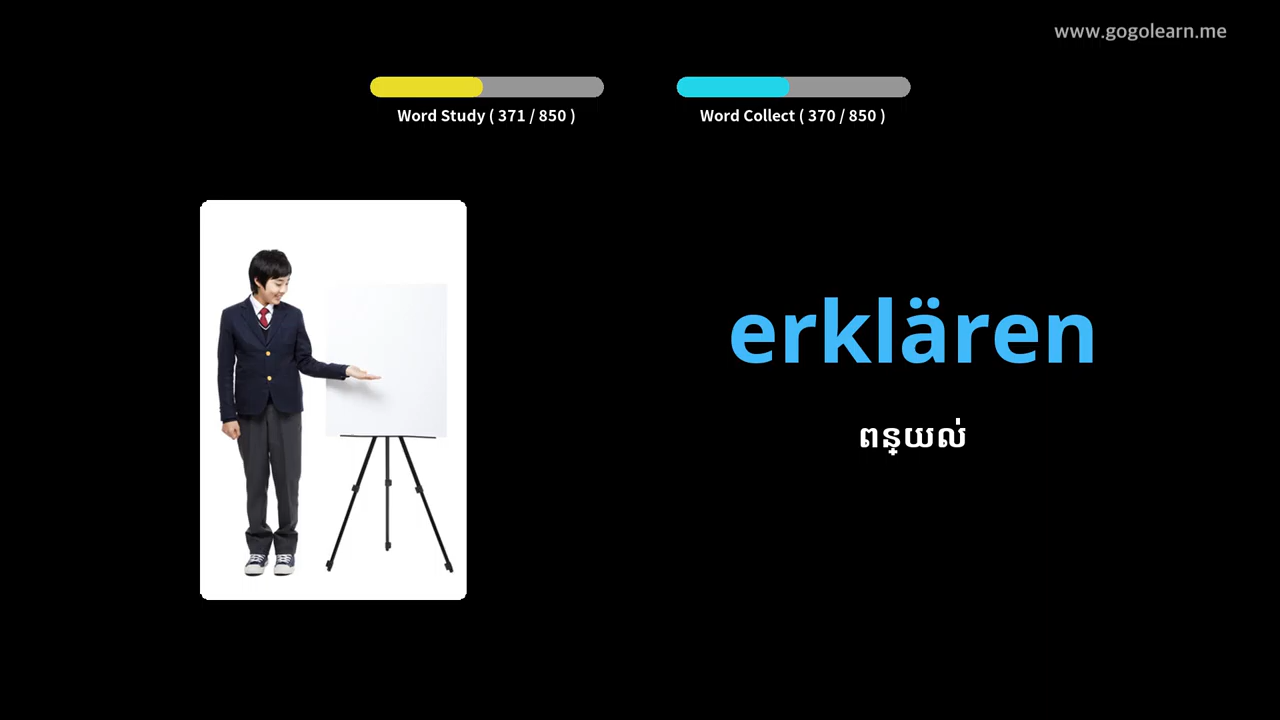 www.gogolearn.me
Word Study ( 371 / 850 )
Word Collect ( 370 / 850 )
erklären
ពន្យល់